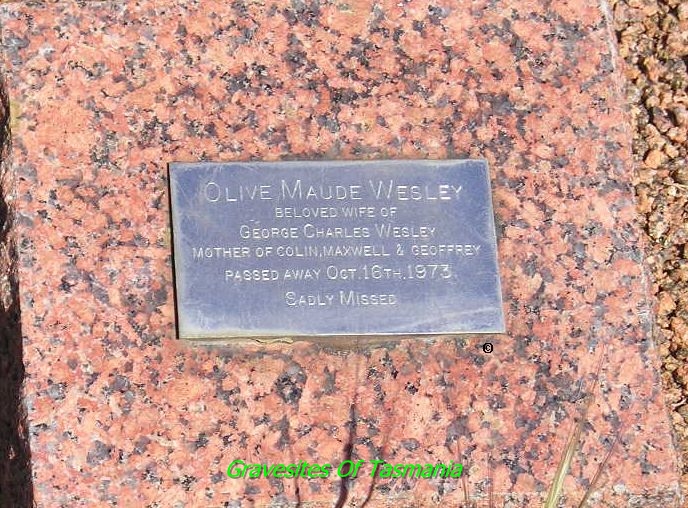 OLIVE MAUDE WESLEY
BELOVED WIFE OF
GEORGE CHARLES WESLEY
MOTHER OF COLIN, MAXWELL & GEOFFREY
PASSED AWAY OCT. 16TH. 1973.
SADLY MISSED
Gravesites Of Tasmania